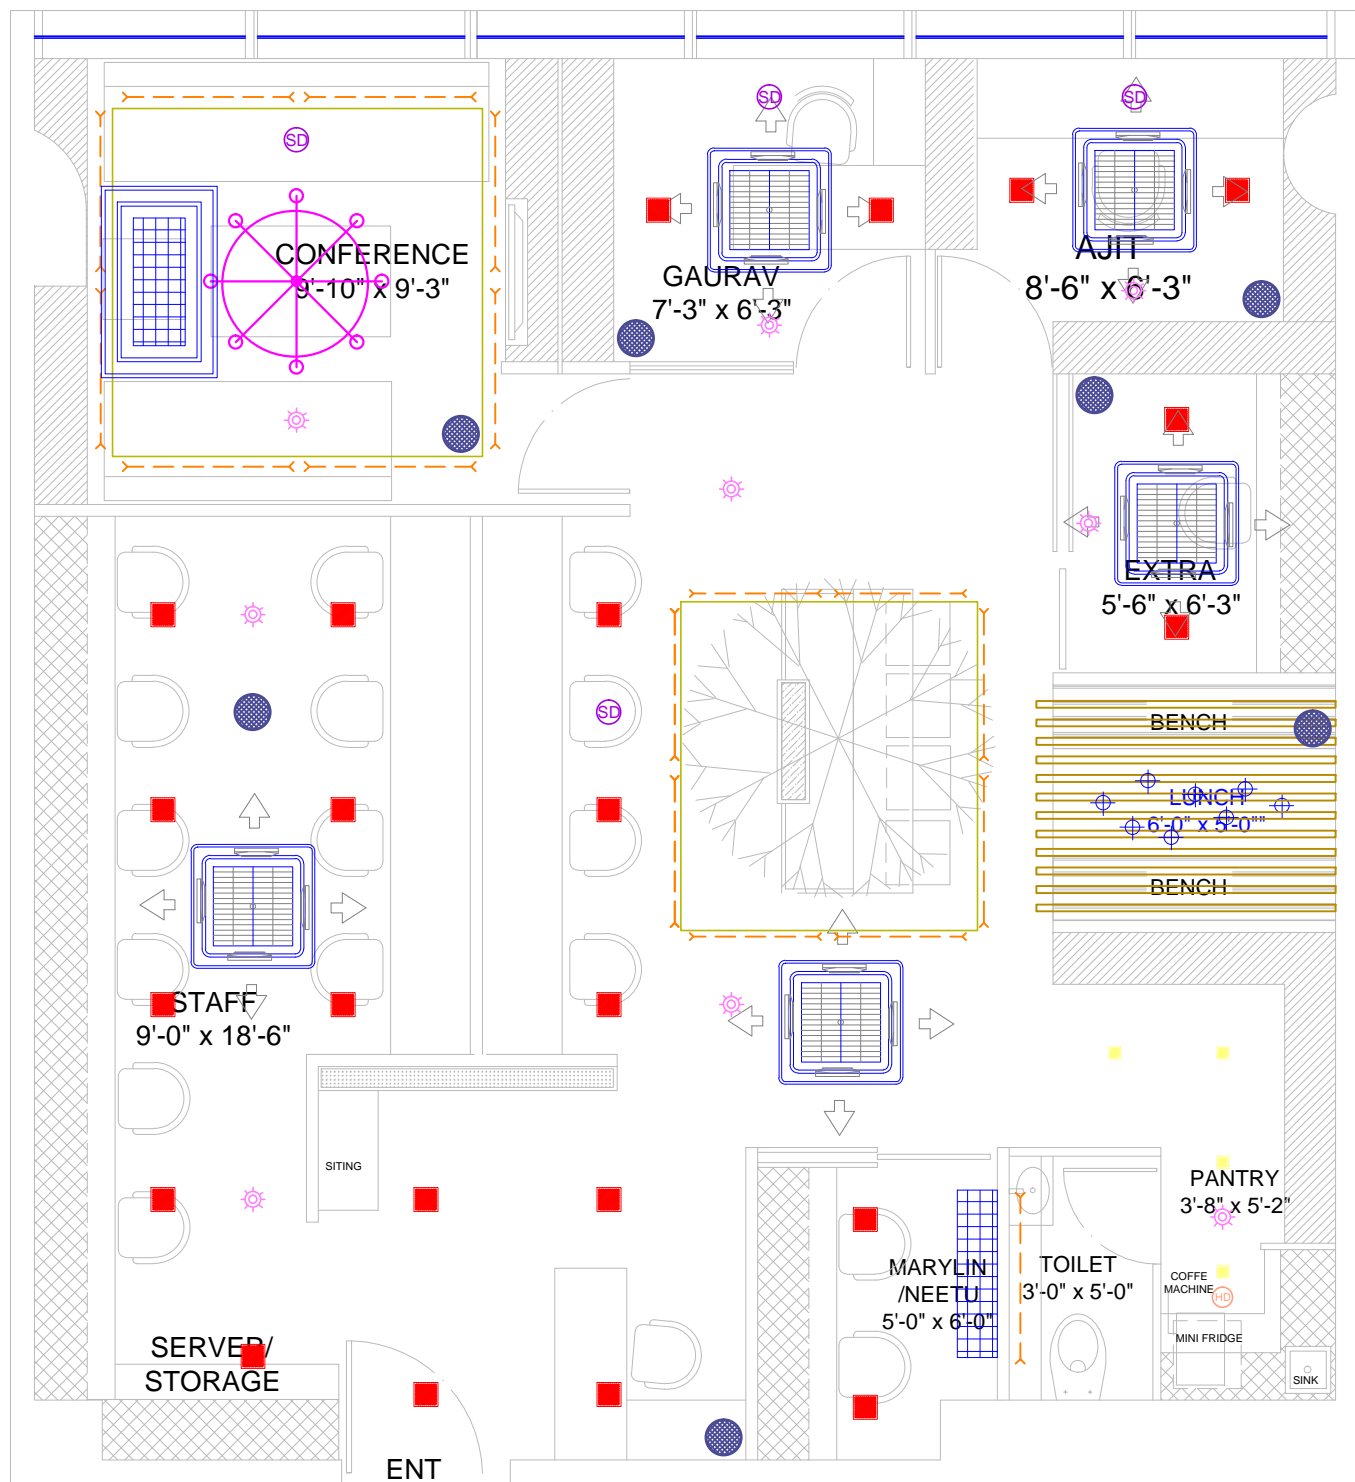 SD
SD
SD
CONFERENCE
9'-10" x 9'-3"
GAURAV
7'-3" x 6'-3"
AJIT
8'-6" x 6'-3"
EXTRA
5'-6" x 6'-3"
SD
BENCH
LUNCH
6'-0" x 5'-0""
BENCH
STAFF
9'-0" x 18'-6"
SITING
PANTRY
3'-8" x 5'-2"
MARYLIN
/NEETU
5'-0" x 6'-0"
TOILET
3'-0" x 5'-0"
COFFE
MACHINE
HD
MINI FRIDGE
SINK
SERVER/
STORAGE
ENT